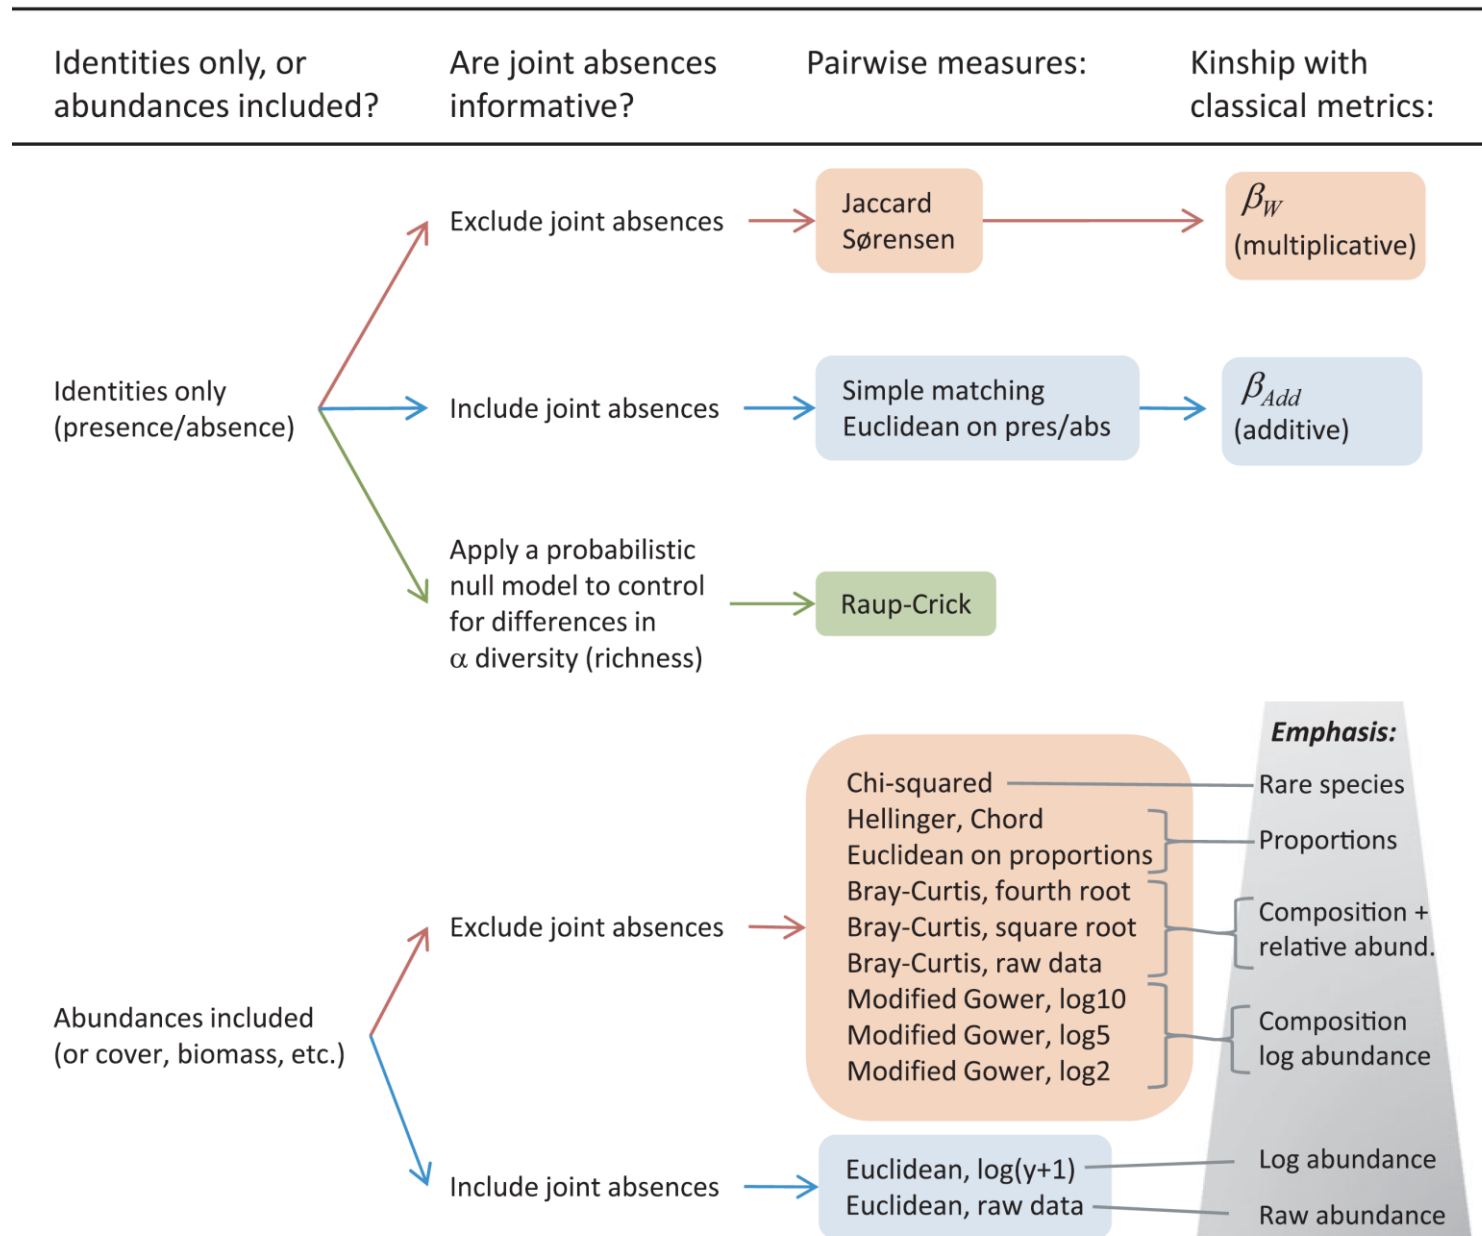 Identities only, or
abundances included?
Are joint absences
informative?
Pairwise measures:
Kinship with
classical metrics:
Identities only
(presence/absence)
Exclude joint absences
Jaccard
Sørensen
βW
(multiplicative)
Include joint absences
Simple matching
Euclidean on pres/abs
βAdd
(additive)
Apply a probabilistic
null model to control
for differences in
α diversity (richness)
Raup-Crick
Abundances included
(or cover, biomass, etc.)
Exclude joint absences
Chi-squared
Hellinger, Chord
Euclidean on proportions
Bray-Curtis, fourth root
Bray-Curtis, square root
Bray-Curtis, raw data
Modified Gower, log10
Modified Gower, log5
Modified Gower, log2
Emphasis:
Rare species
Proportions
Composition +
relative abund.
Composition
log abundance
Include joint absences
Euclidean, log(y+1)
Euclidean, raw data
Log abundance
Raw abundance